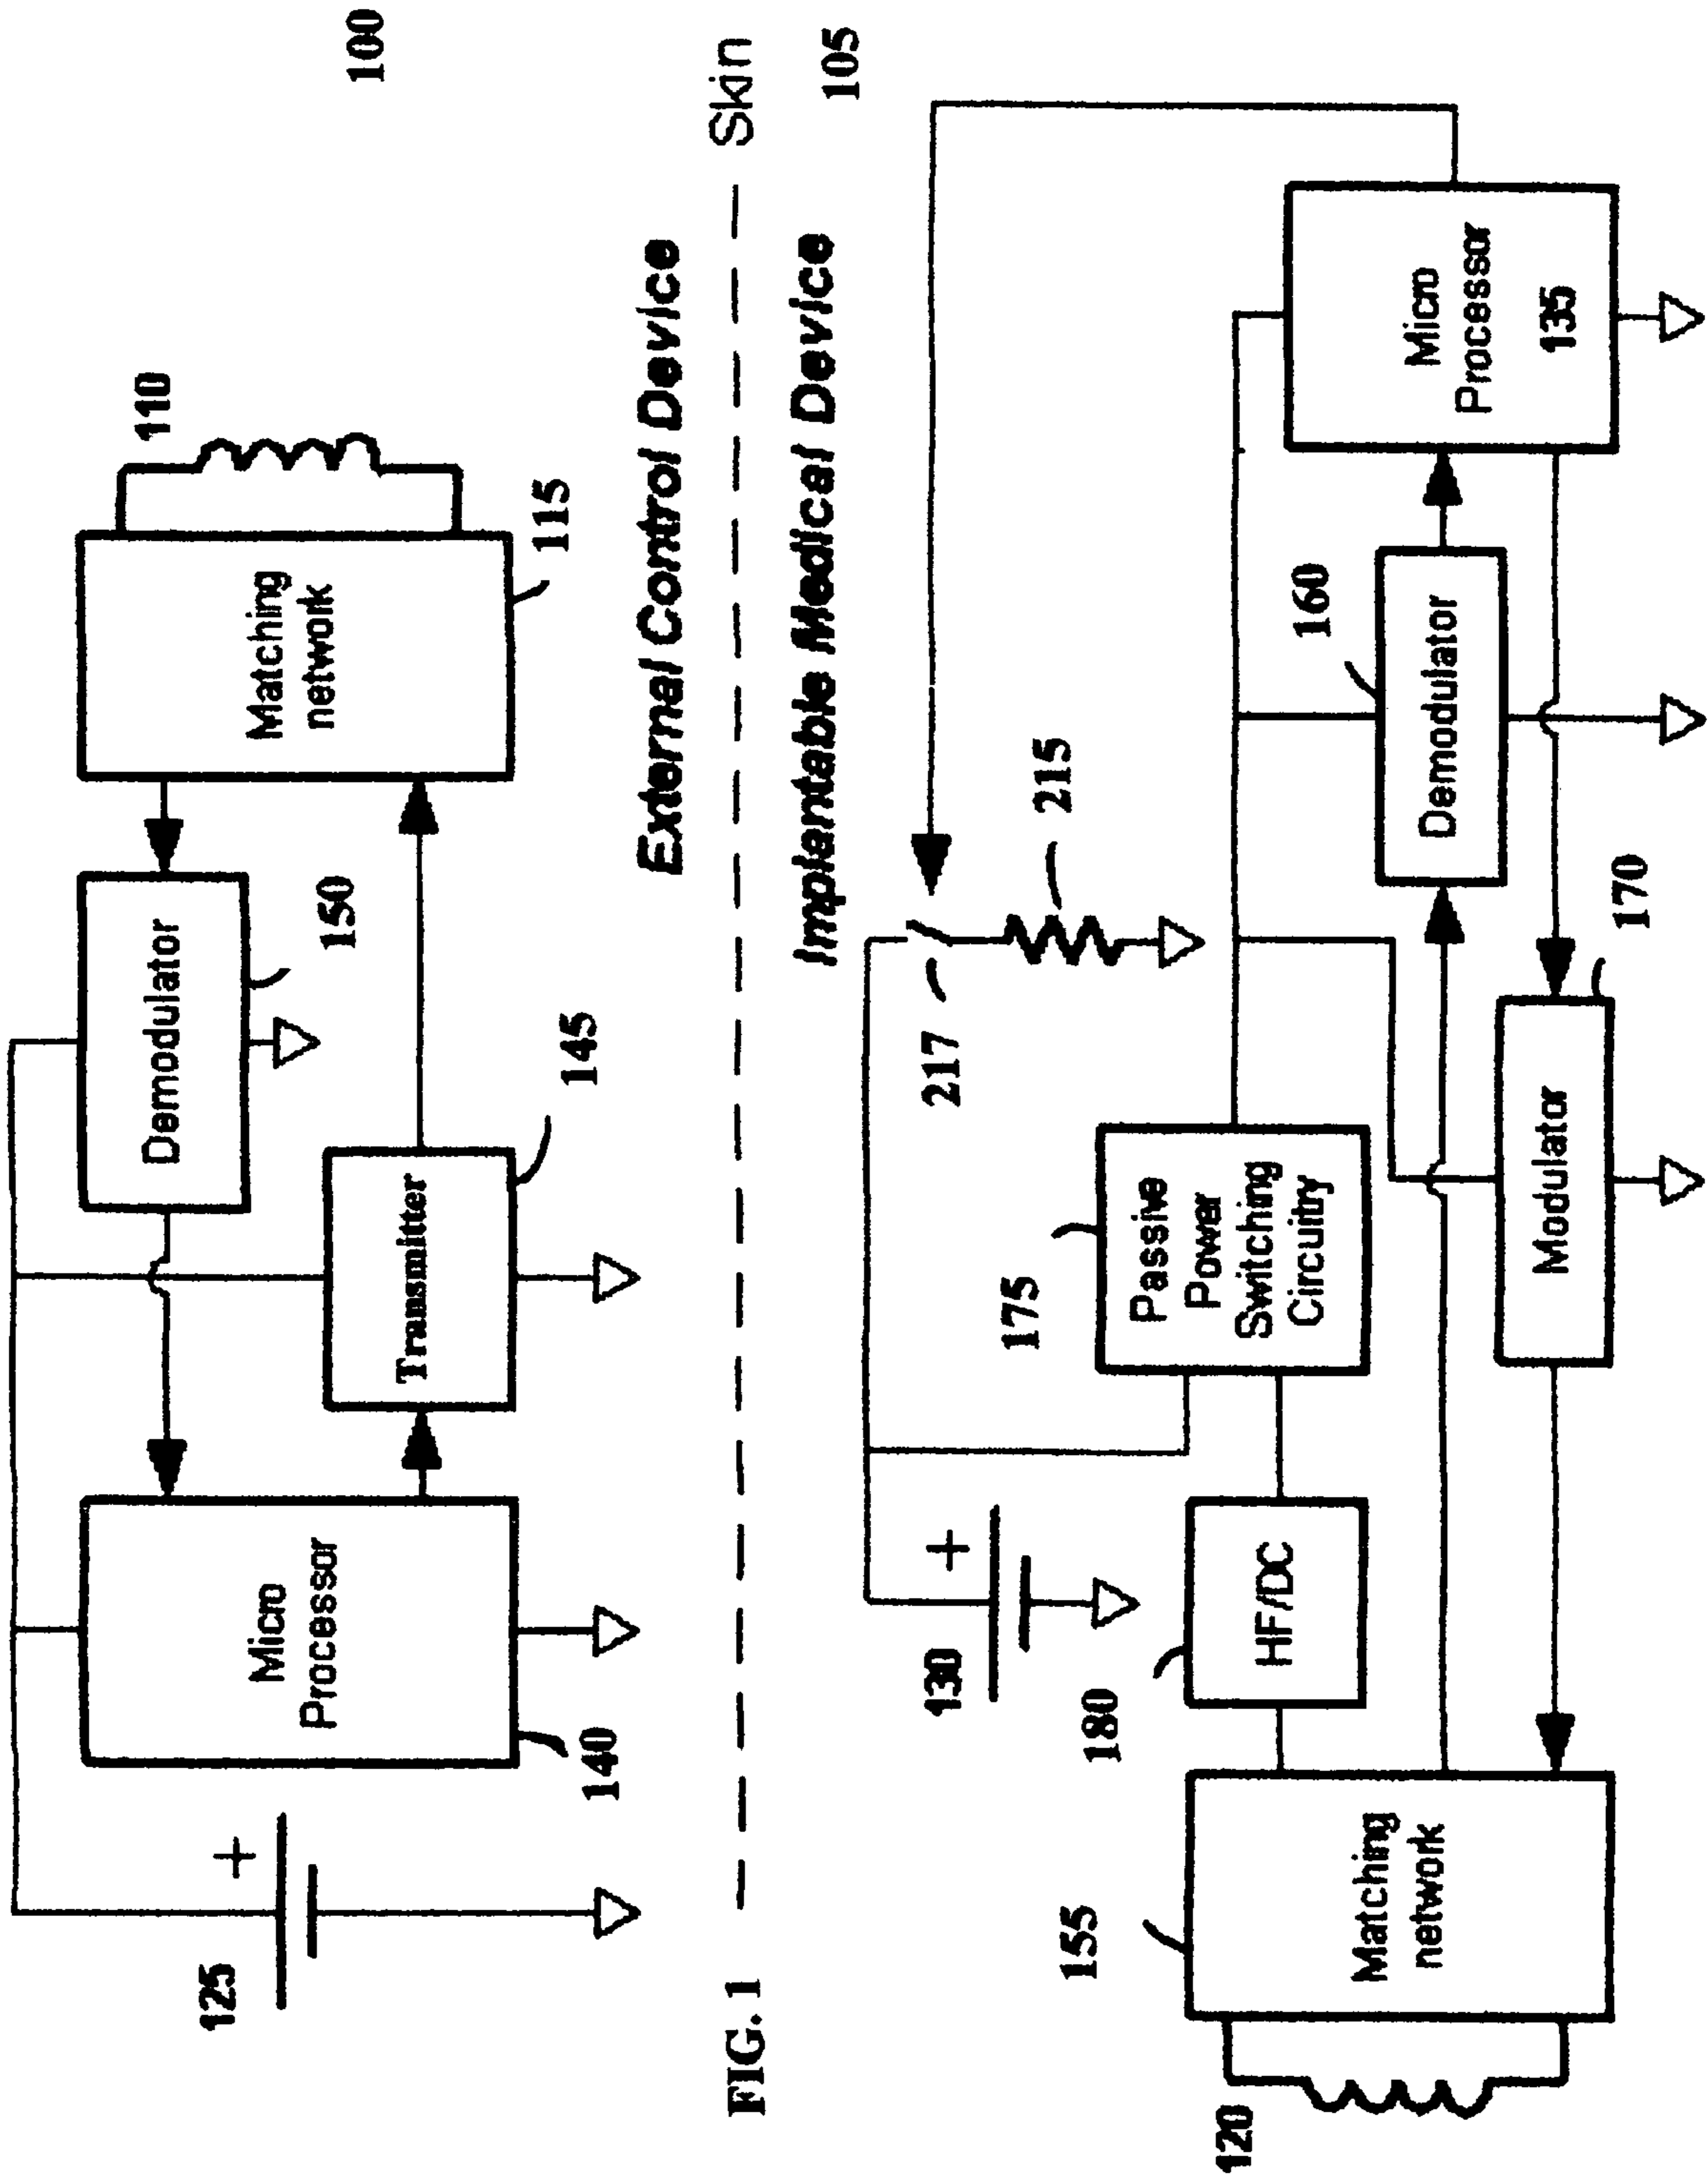 100
110
Matching
network
115
Demodulator
150
Transmitter
145
Micro
Processor
140
125
+
External Control Device
Skin
FIG. 1
Implantable Medical Device
105
217
215
130
+
Passive
Power
Switching
Circuitry
175
HF/DC
180
Matching
network
155
120
Micro
Processor
135
Demodulator
160
Modulator
170